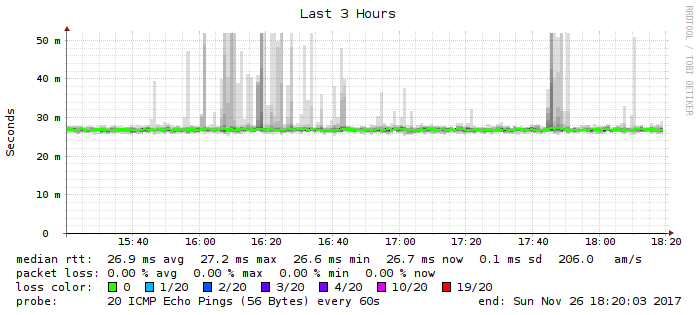 Last 3 Hours
RRDTOOL / TOBI OETIKER
Seconds
50 m
40 m
30 m
20 m
10 m
0
15:40 16:00 16:20 16:40 17:00 17:20 17:40 18:00 18:20
median rtt: 26.9 ms avg 27.2 ms max 26.6 ms min 26.7 ms now 0.1 ms sd 206.0 am/s
packet loss: 0.00 % avg 0.00 % max 0.00 % min 0.00 % now
loss color: 0 1/20 2/20 3/20 4/20 10/20 19/20
probe: 20 ICMP Echo Pings (56 Bytes) every 60s end: Sun Nov 26 18:20:03 2017